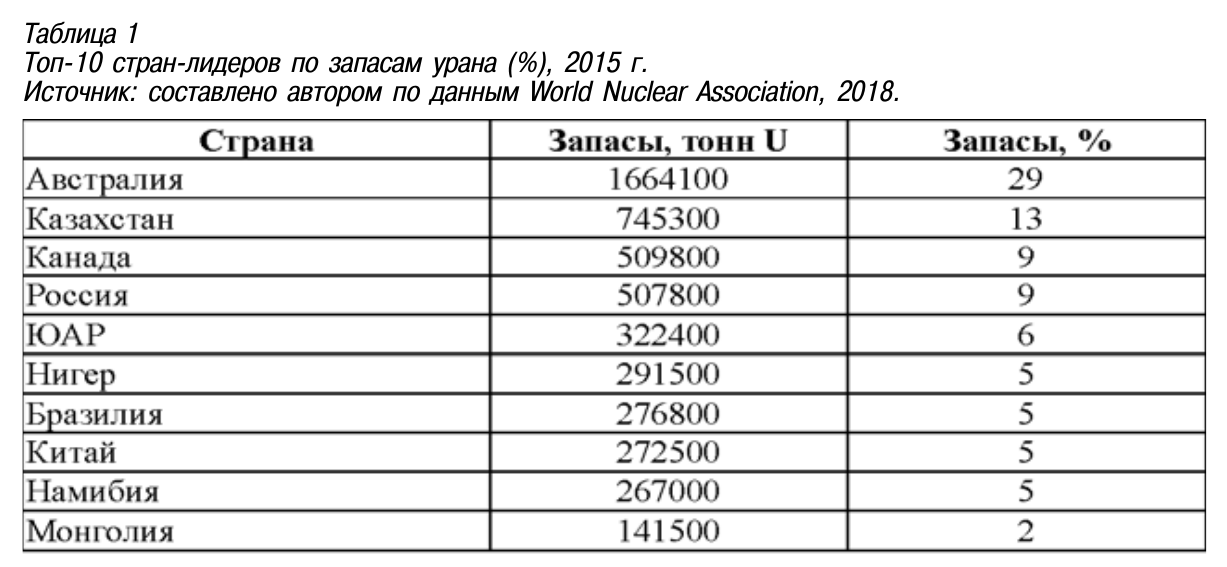 Таблица 1
Топ-10 стран-лидеров по запасам урана (%), 2015 г.
Источник: составлено автором по данным World Nuclear Association, 2018.
Страна Запасы, тонн U Запасы, %
Австралия 1664100 29
Казахстан 745300 13
Канада 509800 9
Россия 507800 9
ЮАР 322400 6
Нигер 291500 5
Бразилия 276800 5
Китай 272500 5
Намибия 267000 5
Монголия 141500 2